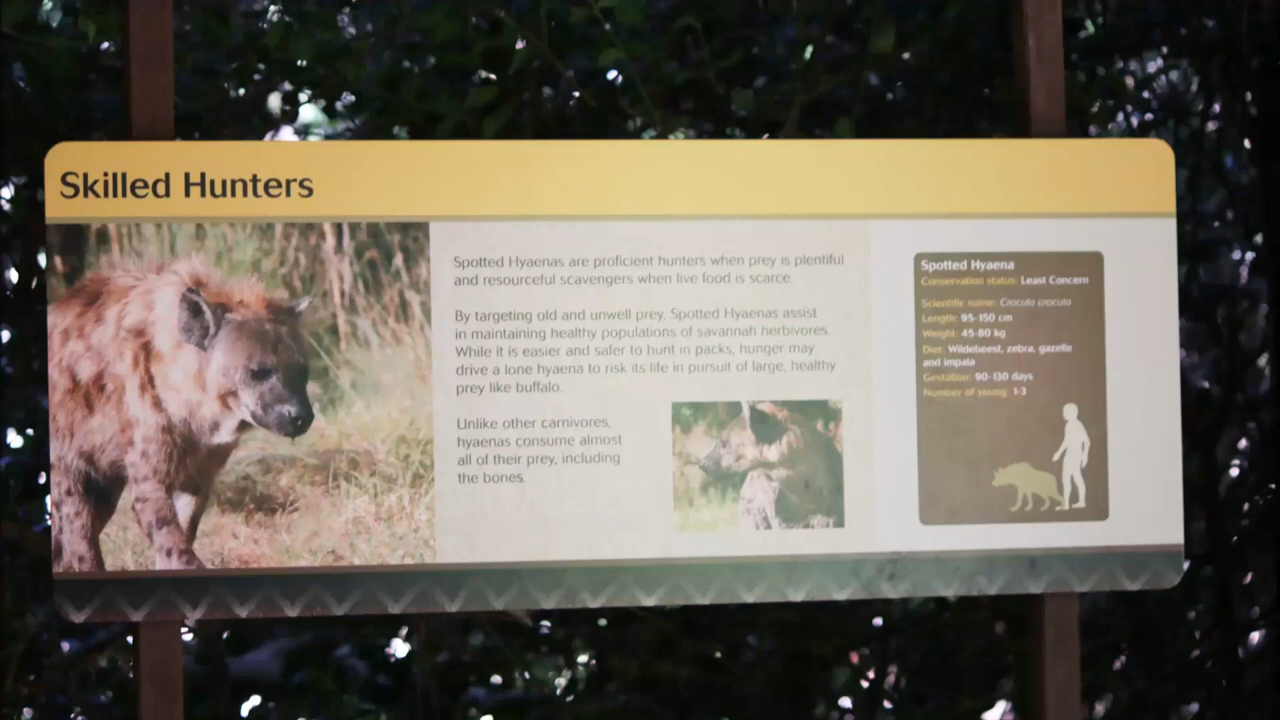 Skilled Hunters
Spotted Hyaenas are proficient hunters when prey is plentiful
and resourceful scavengers when live food is scarce.
By targeting old and unwell prey, Spotted Hyaenas assist
in maintaining healthy populations of savannah herbivores.
While it is easier and safer to hunt in packs, hunger may
drive a lone hyaena to risk its life in pursuit of large, healthy
prey like buffalo.
Unlike other carnivores,
hyaenas consume almost
all of their prey, including
the bones.
Spotted Hyaena
Conservation status: Least Concern
Scientific name: Crocuta crocuta
Length: 95-150 cm
Weight: 45-80 kg
Diet: Wildebeest, zebra, gazelle
and impala
Gestation: 90-130 days
Number of young: 1-3